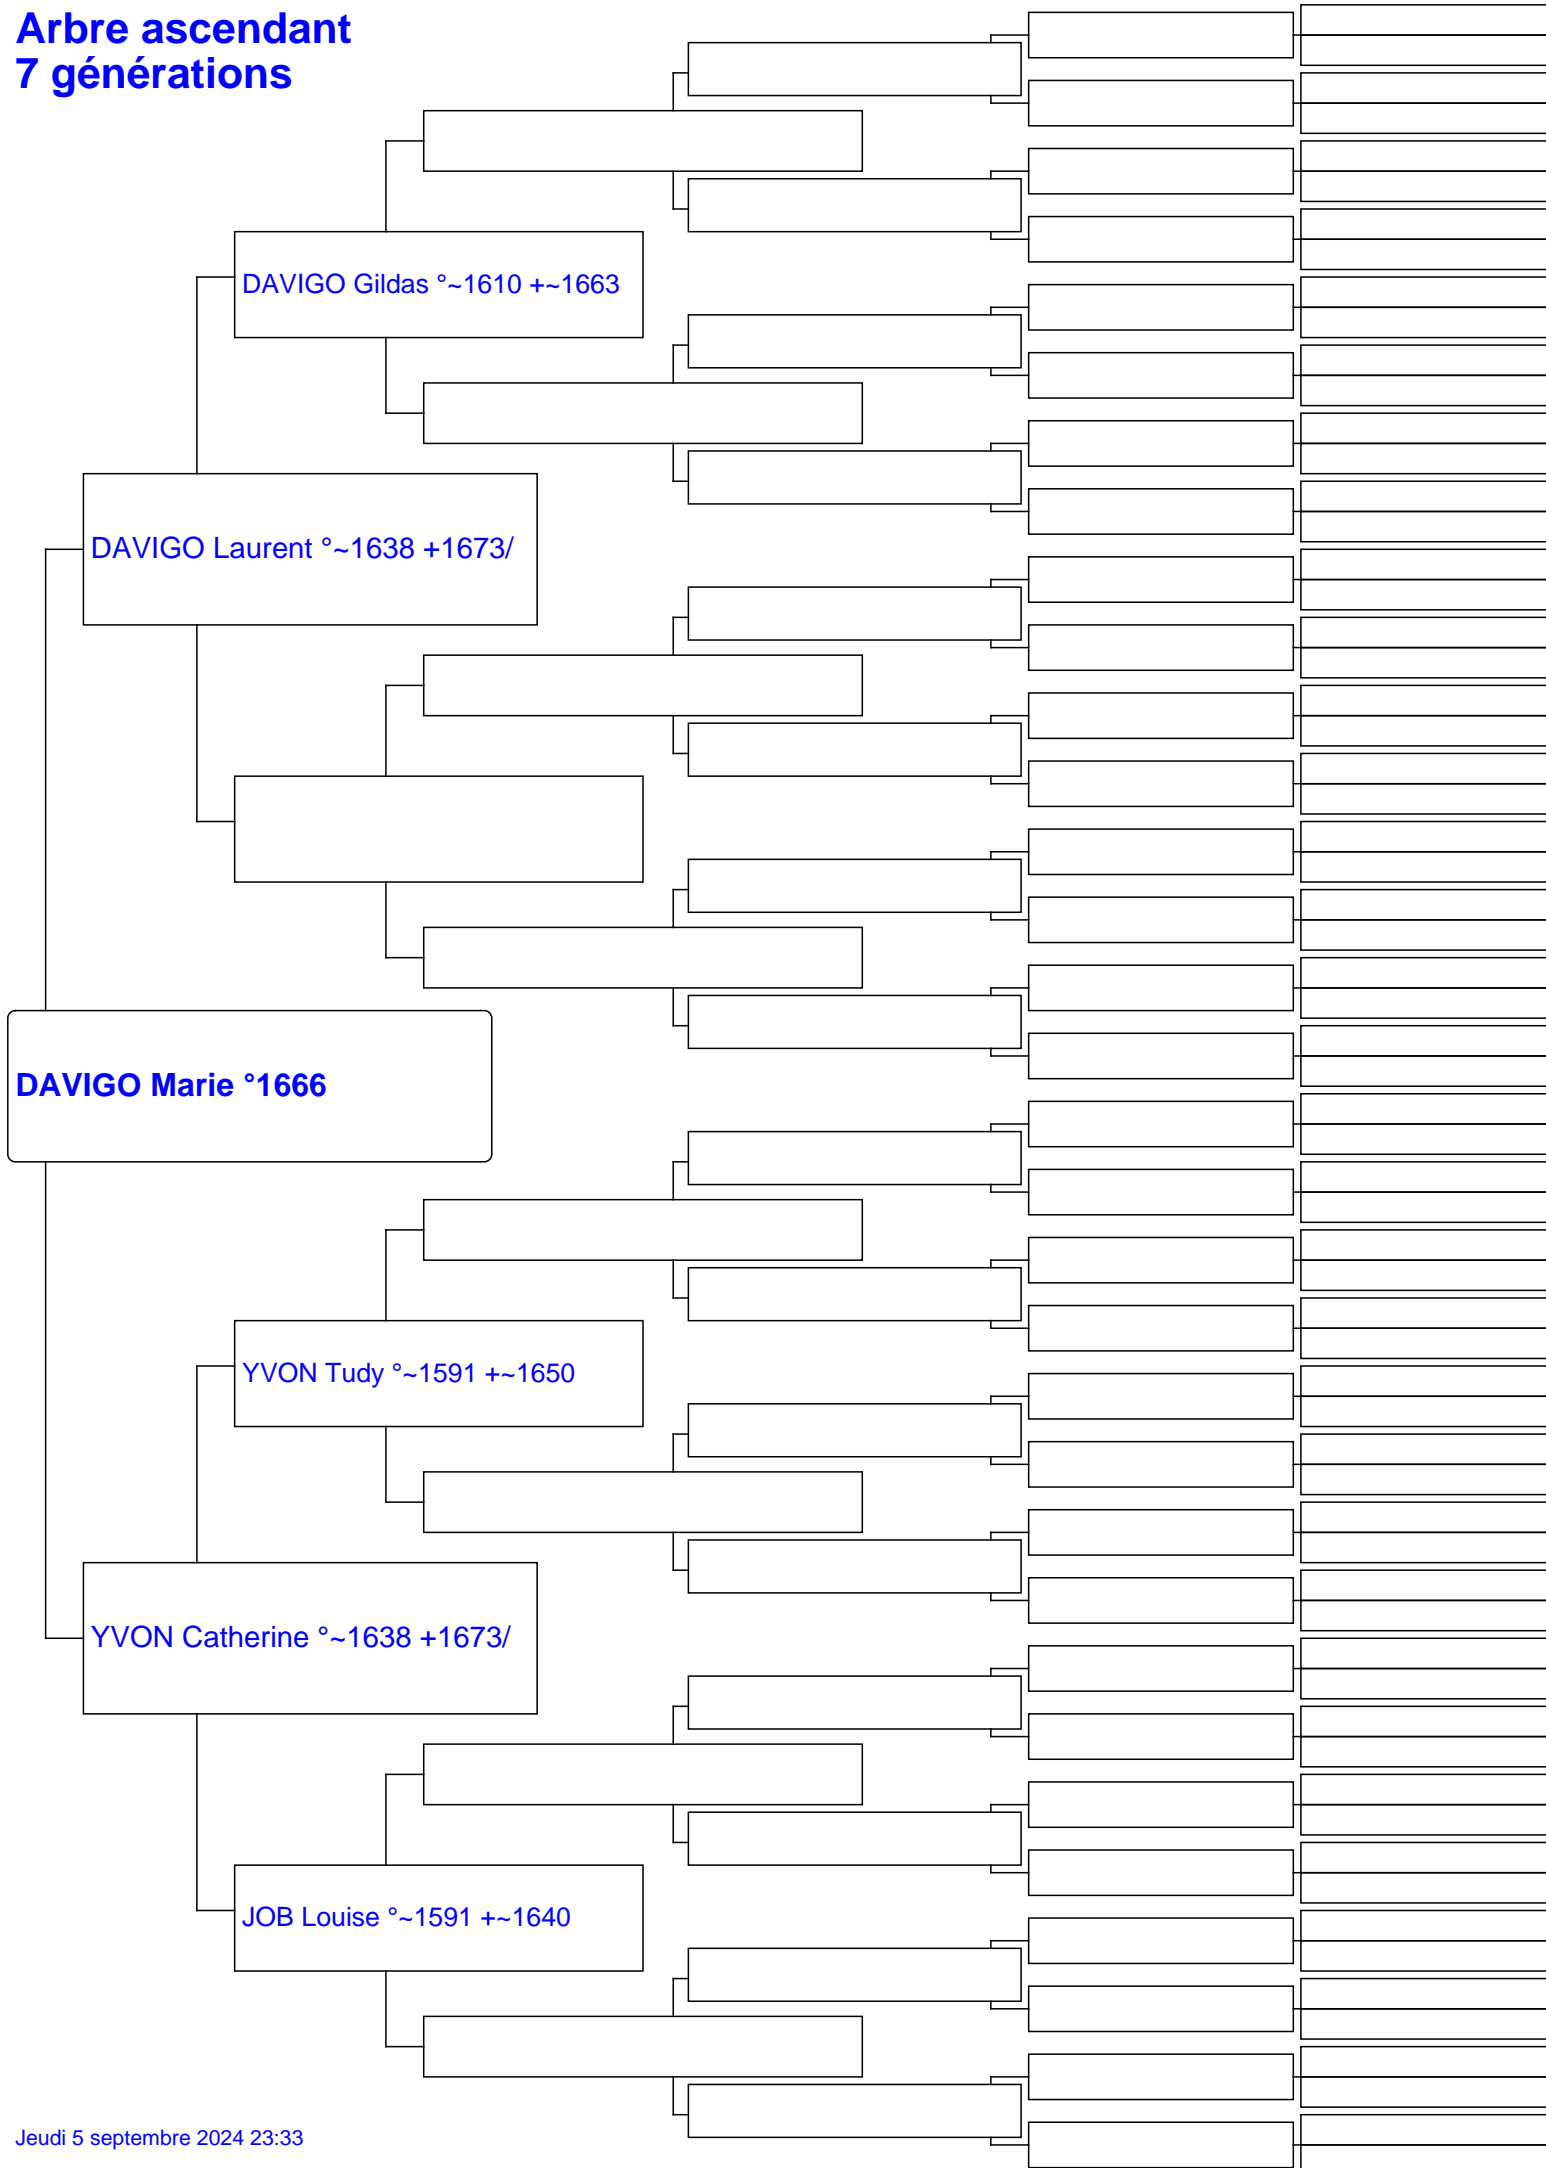 Arbre ascendant
7 générations
DAVIGO Gildas °~1610 +~1663
DAVIGO Laurent °~1638 +1673/
DAVIGO Marie °1666
YVON Tudy °~1591 +~1650
YVON Catherine °~1638 +1673/
JOB Louise °~1591 +~1640
Jeudi 5 septembre 2024 23:33